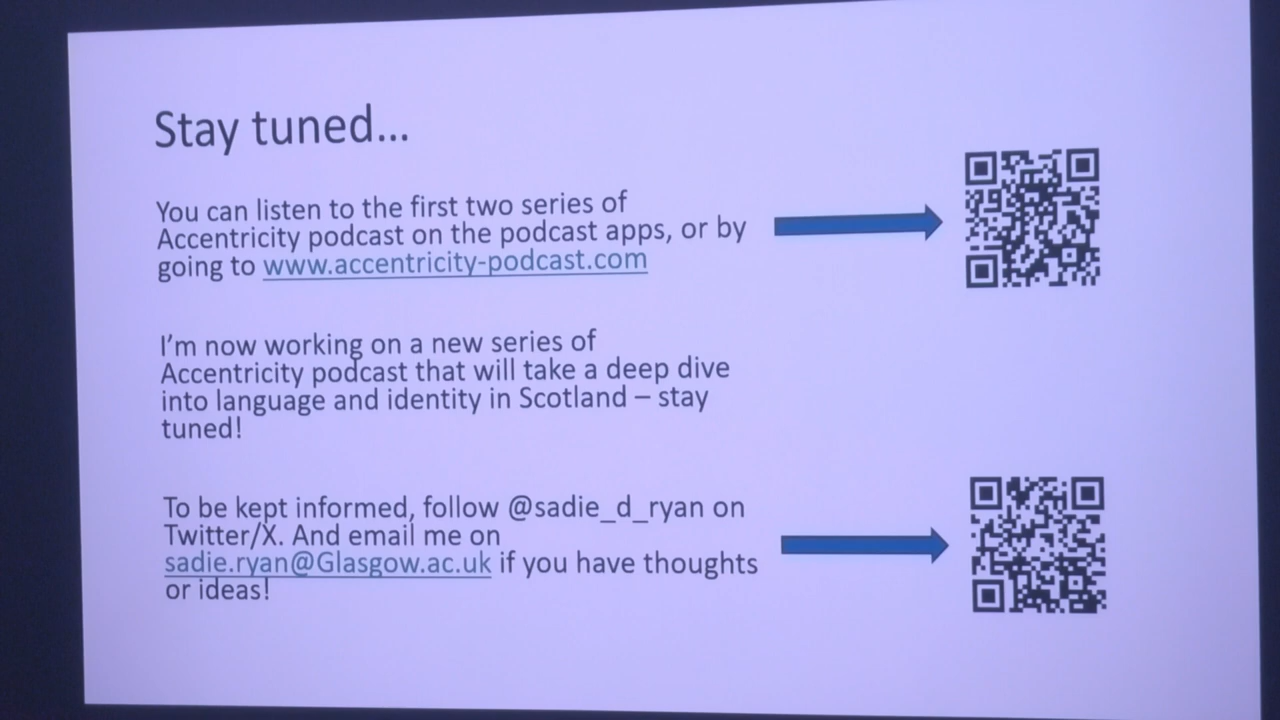 Stay tuned...
You can listen to the first two series of
Accentricity podcast on the podcast apps, or by
going to www.accentricity-podcast.com
I'm now working on a new series of
Accentricity podcast that will take a deep dive
into language and identity in Scotland – stay
tuned!
To be kept informed, follow @sadie_d_ryan on
Twitter/X. And email me on
sadie.ryan@Glasgow.ac.uk if you have thoughts
or ideas!